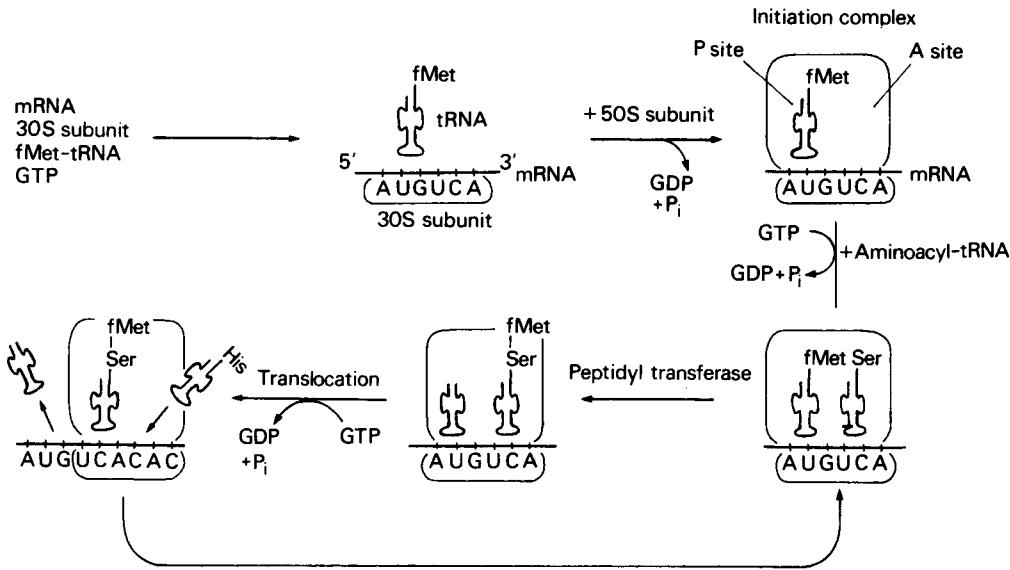 Initiation complex
P site
A site
fMet
mRNA
30S subunit
fMet-tRNA
GTP
fMet
tRNA
5′
3′
mRNA
AUGUCA
30S subunit
+50S subunit
GDP
+Pi
AUGUCA
mRNA
GTP
+Aminoacyl-tRNA
GDP+Pi
fMet Ser
AUGUCA
Peptidyl transferase
fMet
Ser
AUGUCA
Translocation
GDP
+Pi
GTP
fMet
Ser
His
AUGUCACAC